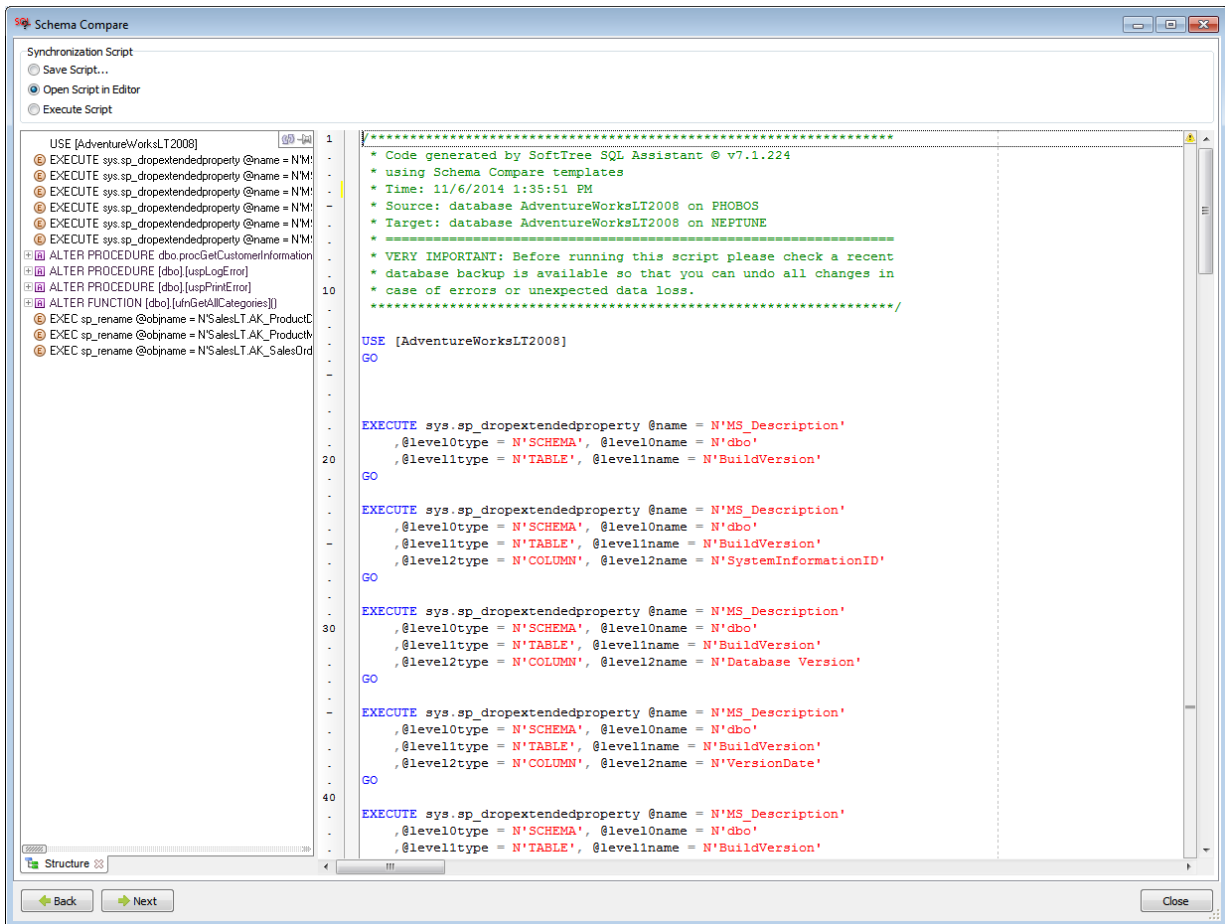 SQL Schema Compare
Synchronization Script
Save Script...
Open Script in Editor
Execute Script
USE [AdventureWorksLT2008]
EXECUTE sys.sp_dropextendedproperty @name = N'MS
EXECUTE sys.sp_dropextendedproperty @name = N'MS
EXECUTE sys.sp_dropextendedproperty @name = N'MS
EXECUTE sys.sp_dropextendedproperty @name = N'MS
EXECUTE sys.sp_dropextendedproperty @name = N'MS
EXECUTE sys.sp_dropextendedproperty @name = N'MS
ALTER PROCEDURE dbo.procGetCustomerInformation
ALTER PROCEDURE [dbo].[uspLogError]
ALTER PROCEDURE [dbo].[uspPrintError]
ALTER FUNCTION [dbo].[ufnGetAllCategories]()
EXEC sp_rename @objname = N'SalesLT.AK_ProductD
EXEC sp_rename @objname = N'SalesLT.AK_ProductM
EXEC sp_rename @objname = N'SalesLT.AK_SalesOrd
Structure
1 /******************************************************************
* Code generated by SoftTree SQL Assistant © v7.1.224
* using Schema Compare templates
* Time: 11/6/2014 1:35:51 PM
* Source: database AdventureWorksLT2008 on PHOBOS
* Target: database AdventureWorksLT2008 on NEPTUNE
* ================================================================
* VERY IMPORTANT: Before running this script please check a recent
* database backup is available so that you can undo all changes in
10 * case of errors or unexpected data loss.
******************************************************************/
USE [AdventureWorksLT2008]
GO
EXECUTE sys.sp_dropextendedproperty @name = N'MS_Description'
,@level0type = N'SCHEMA', @level0name = N'dbo'
20 ,@level1type = N'TABLE', @level1name = N'BuildVersion'
GO
EXECUTE sys.sp_dropextendedproperty @name = N'MS_Description'
,@level0type = N'SCHEMA', @level0name = N'dbo'
,@level1type = N'TABLE', @level1name = N'BuildVersion'
,@level2type = N'COLUMN', @level2name = N'SystemInformationID'
GO
EXECUTE sys.sp_dropextendedproperty @name = N'MS_Description'
30 ,@level0type = N'SCHEMA', @level0name = N'dbo'
,@level1type = N'TABLE', @level1name = N'BuildVersion'
,@level2type = N'COLUMN', @level2name = N'Database Version'
GO
EXECUTE sys.sp_dropextendedproperty @name = N'MS_Description'
,@level0type = N'SCHEMA', @level0name = N'dbo'
,@level1type = N'TABLE', @level1name = N'BuildVersion'
,@level2type = N'COLUMN', @level2name = N'VersionDate'
GO
40
EXECUTE sys.sp_dropextendedproperty @name = N'MS_Description'
,@level0type = N'SCHEMA', @level0name = N'dbo'
,@level1type = N'TABLE', @level1name = N'BuildVersion'
Back
Next
Close